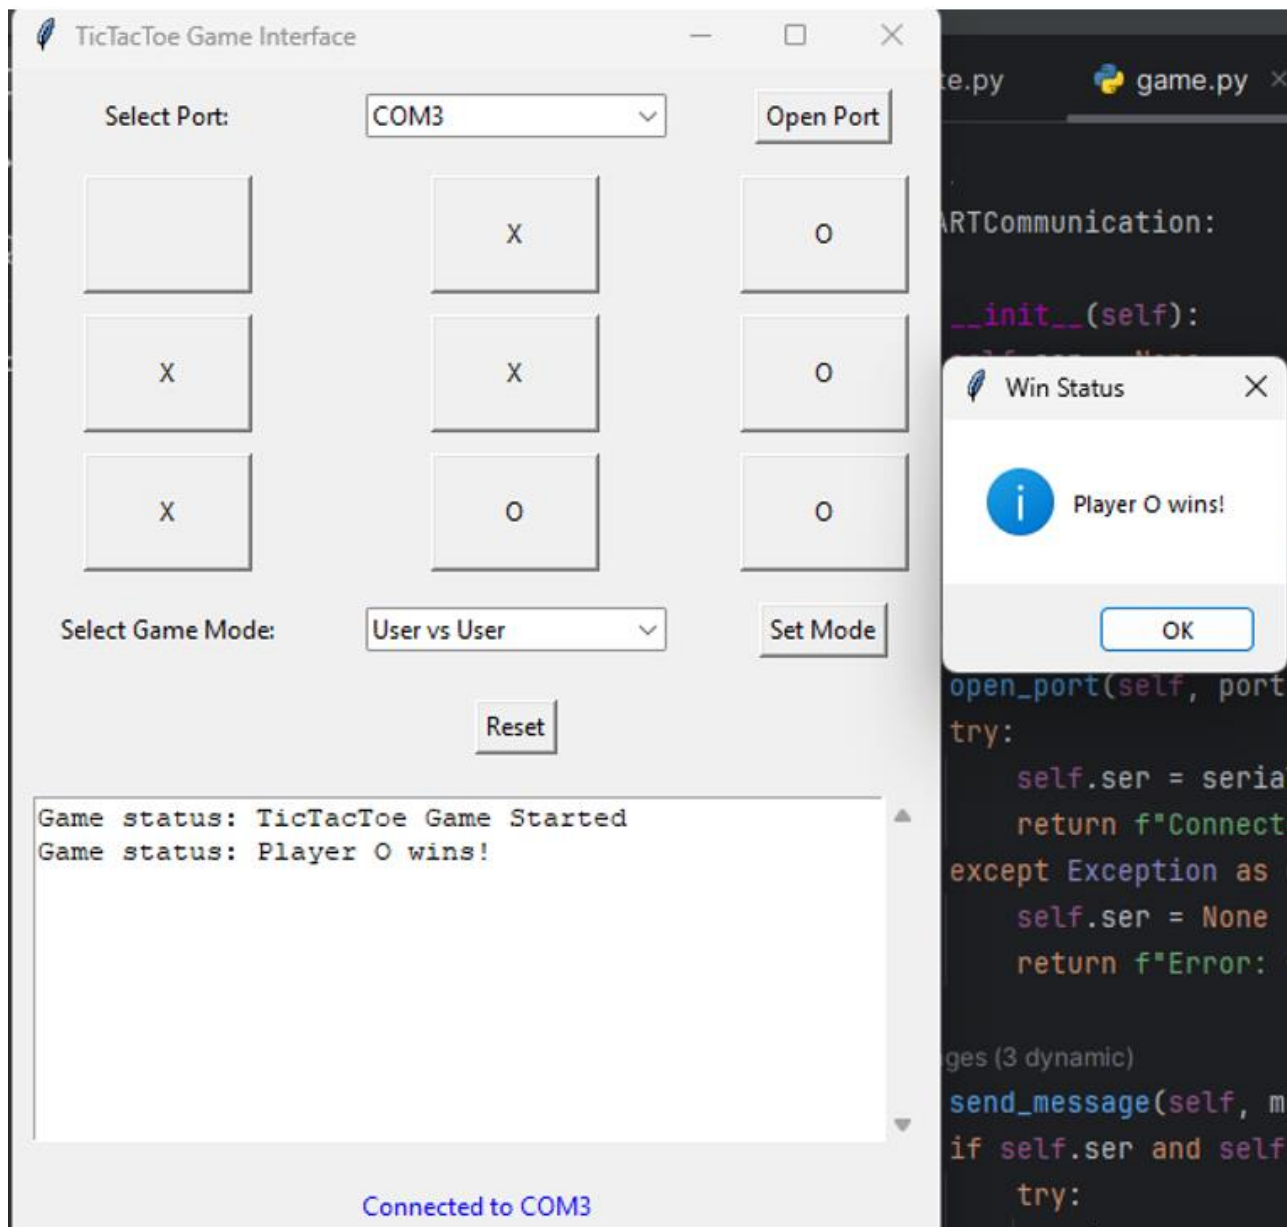 TicTacToe Game Interface
Select Port: COM3 Open Port
X O
X X O
X O O
Select Game Mode: User vs User Set Mode
Reset
Game status: TicTacToe Game Started
Game status: Player O wins!
Connected to COM3
game.py
ARTCommunication:
__init__(self):
Win Status
Player O wins!
OK
open_port(self, port
try:
self.ser = seria
return f"Connect
except Exception as
self.ser = None
return f"Error:
(3 dynamic)
send_message(self, m
if self.ser and self
try: